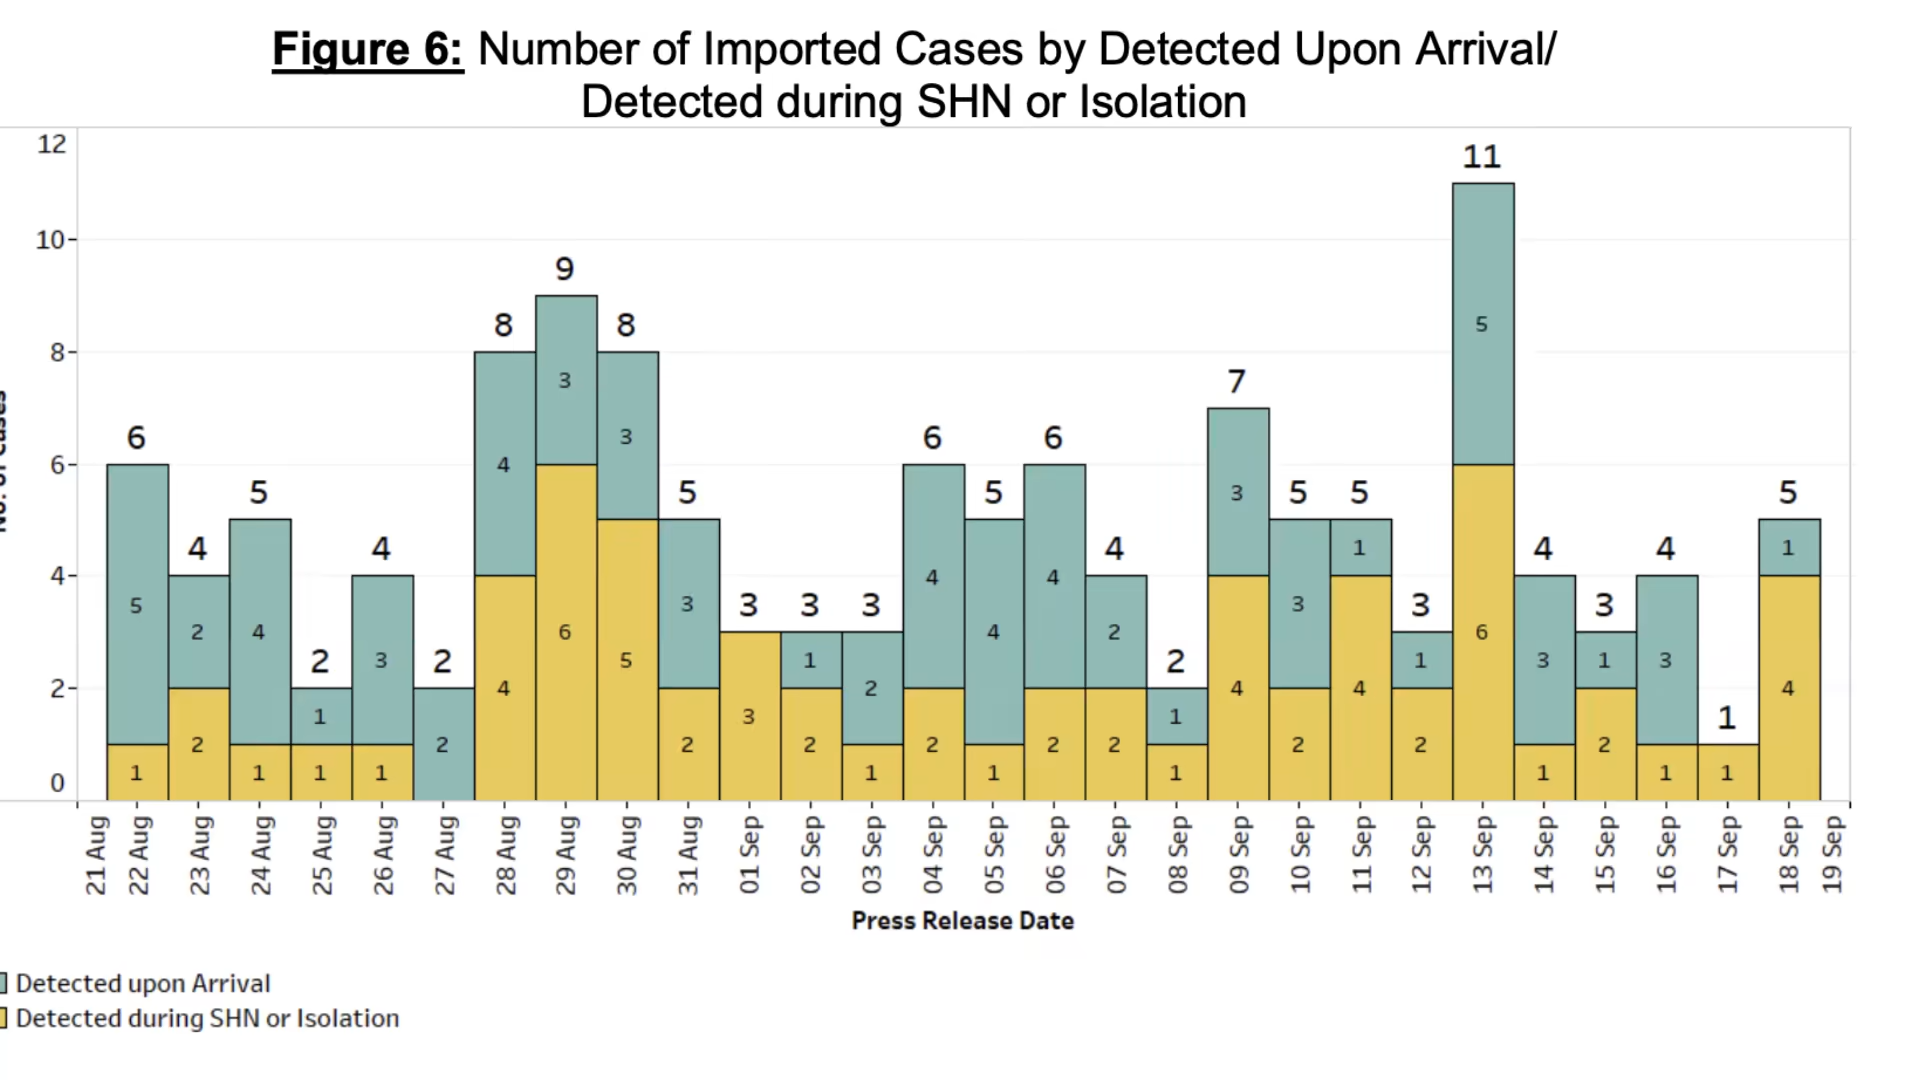 Figure 6: Number of Imported Cases by Detected Upon Arrival/
Detected during SHN or Isolation
12
10
8
6
4
2
0
6
5
1
4
2
2
5
4
1
2
1
1
4
3
1
2
2
8
4
4
9
3
6
8
3
5
5
3
2
3
3
3
1
2
3
2
1
6
4
2
5
4
1
6
4
2
4
2
2
2
1
1
7
3
4
5
3
2
5
1
4
3
1
2
11
5
6
4
3
1
3
1
2
4
3
1
1
1
5
1
4
21 Aug
22 Aug
23 Aug
24 Aug
25 Aug
26 Aug
27 Aug
28 Aug
29 Aug
30 Aug
31 Aug
01 Sep
02 Sep
03 Sep
04 Sep
05 Sep
06 Sep
07 Sep
08 Sep
09 Sep
10 Sep
11 Sep
12 Sep
13 Sep
14 Sep
15 Sep
16 Sep
17 Sep
18 Sep
19 Sep
Press Release Date
Detected upon Arrival
Detected during SHN or Isolation